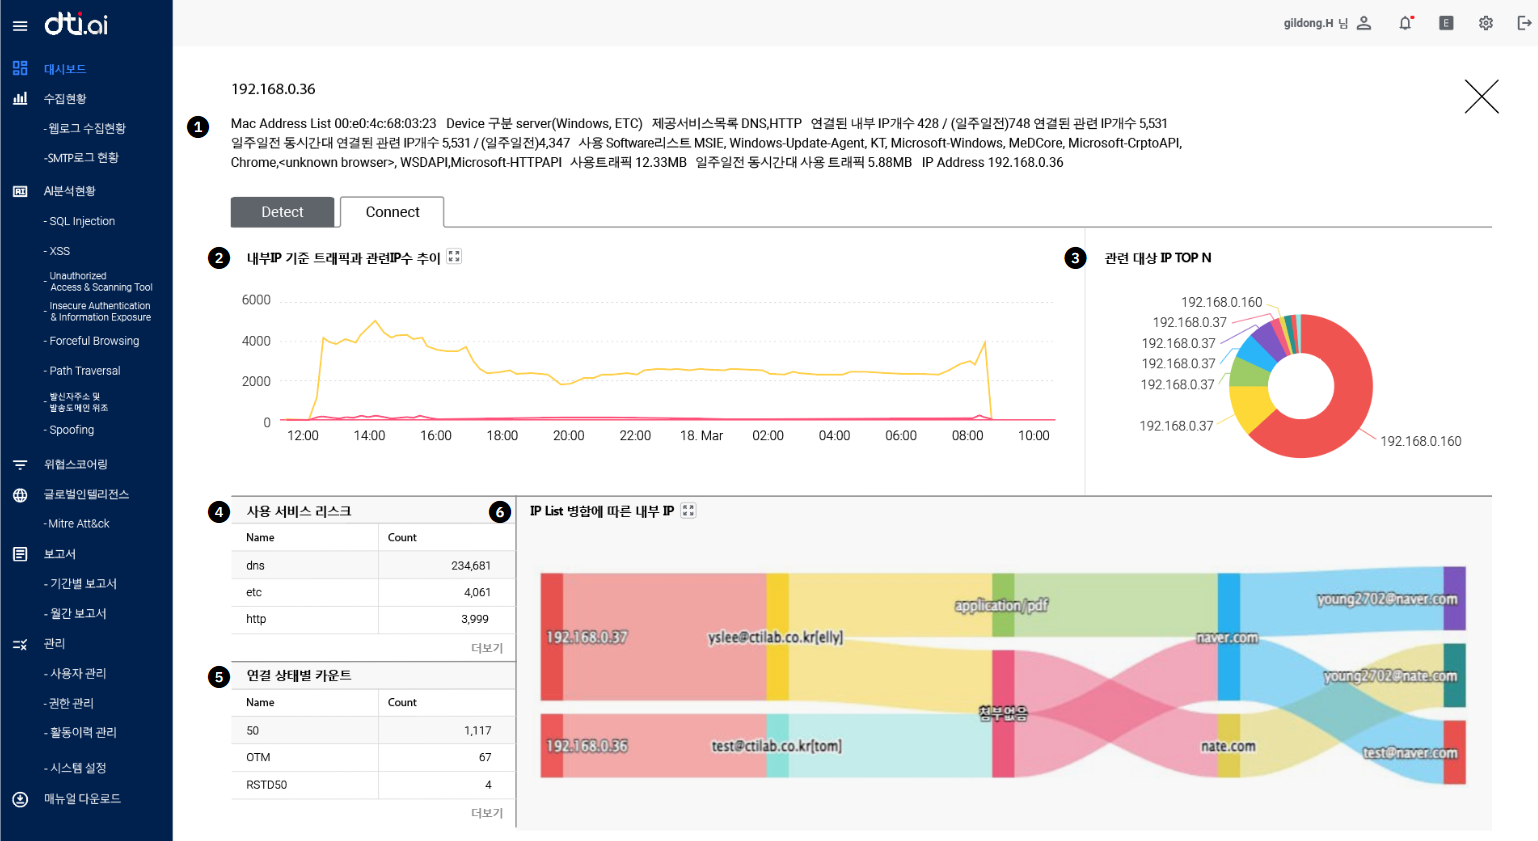 dti.ai
gildong.H 님
E
대시보드
수집현황
-웹로그 수집현황
-SMTP로그 현황
AI분석현황
- SQL Injection
- XSS
- Unauthorized
Access & Scanning Tool
- Insecure Authentication
& Information Exposure
- Forceful Browsing
- Path Traversal
- 발신자주소 및
발송도메인 위조
- Spoofing
위협스코어링
글로벌인텔리전스
-Mitre Att&ck
보고서
- 기간별 보고서
- 월간 보고서
관리
- 사용자 관리
- 권한 관리
- 활동이력 관리
- 시스템 설정
매뉴얼 다운로드
192.168.0.36
1
Mac Address List 00:e0:4c:68:03:23 Device 구분 server(Windows, ETC) 제공서비스목록 DNS,HTTP 연결된 내부 IP개수 428 / (일주일전)748 연결된 관련 IP개수 5,531
일주일전 동시간대 연결된 관련 IP개수 5,531 / (일주일전)4,347 사용 Software리스트 MSIE, Windows-Update-Agent, KT, Microsoft-Windows, MeDCore, Microsoft-CrptoAPI,
Chrome,<unknown browser>, WSDAPI,Microsoft-HTTPAPI 사용트래픽 12.33MB 일주일전 동시간대 사용 트래픽 5.88MB IP Address 192.168.0.36
Detect Connect
2 내부IP 기준 트래픽과 관련IP수 추이
6000
4000
2000
0
12:00 14:00 16:00 18:00 20:00 22:00 18. Mar 02:00 04:00 06:00 08:00 10:00
3 관련 대상 IP TOP N
192.168.0.160
192.168.0.37
192.168.0.37
192.168.0.37
192.168.0.37
192.168.0.37
192.168.0.160
4 사용 서비스 리스크
Name Count
dns 234,681
etc 4,061
http 3,999
더보기
5 연결 상태별 카운트
Name Count
S0 1,117
OTM 67
RSTD50 4
더보기
6 IP List 병합에 따른 내부 IP
192.168.0.37
192.168.0.36
yslee@ctilab.co.kr[elly]
test@ctilab.co.kr[tom]
application/pdf
첨부없음
naver.com
nate.com
young2702@naver.com
young2702@nate.com
test@naver.com